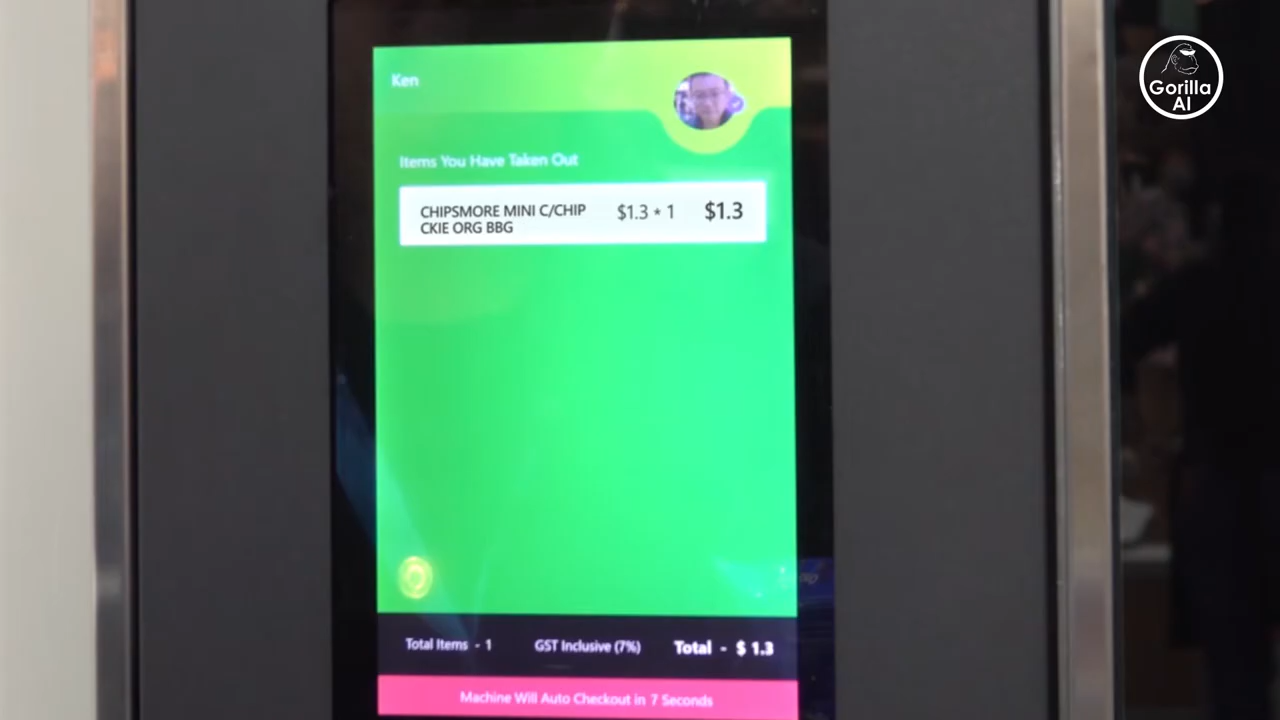 Gorilla
AI
Ken
Items You Have Taken Out
CHIPSMORE MINI C/CHIP $1.3 * 1 $1.3
CKIE ORG BBG
Total Items - 1 GST Inclusive (7%) Total - $ 1.3
Machine Will Auto Checkout in 7 Seconds